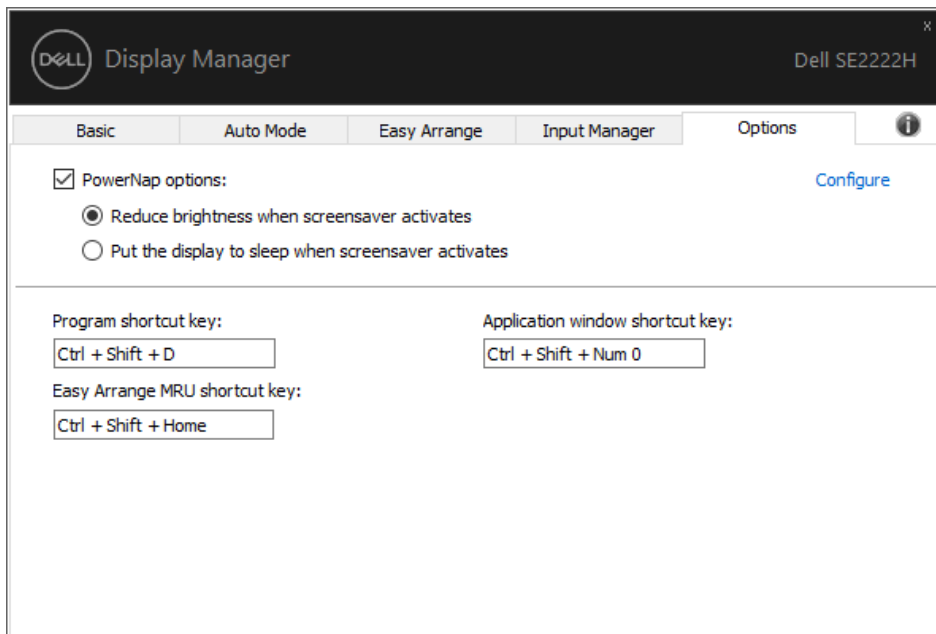 x
DELL Display Manager
Dell SE2222H
Basic Auto Mode Easy Arrange Input Manager Options
PowerNap options:
Configure
Reduce brightness when screensaver activates
Put the display to sleep when screensaver activates
Program shortcut key:
Application window shortcut key:
Ctrl + Shift + D
Ctrl + Shift + Num 0
Easy Arrange MRU shortcut key:
Ctrl + Shift + Home